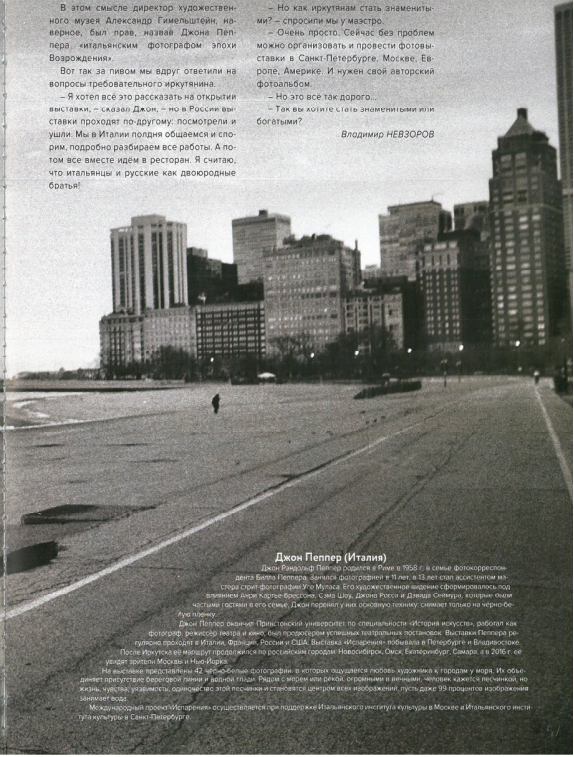 В этом смысле директор художествен-
ного музея Александр Гимельштейн, на-
верное, был прав, назвав Джона Пеп-
пера, «итальянским фотографом эпохи
Возрождения».
Вот так за пивом мы вдруг ответили на
вопросы требовательного иркутянина.
– Я хотел всё это рассказать на открытии
выставки, – сказал Джон, – но в России вы-
ставки проходят по-другому: посмотрели и
ушли. Мы в Италии полдня общаемся и спо-
рим, подробно разбираем все работы. А по-
том все вместе идём в ресторан. Я считаю,
что итальянцы и русские как двоюродные
братья!
– Но как иркутянам стать знамениты-
ми? – спросили мы у маэстро.
– Очень просто. Сейчас без проблем
можно организовать и провести фотовы-
ставки в Санкт-Петербурге, Москве, Ев-
ропе, Америке. И нужен свой авторский
фотоальбом.
– Но это все так дорого...
– Так вы хотите стать знаменитыми или
богатыми?
Владимир НЕВЗОРОВ
Джон Пеппер (Италия)
Джон Рандольф Пеппер родился в Риме в 1958 г. в семье фотокорреспон-
дента Билла Пеппера, занялся фотографией в 11 лет, в 13 лет стал ассистентом ма-
стера стрит-фотографии Уго Муласа. Его художественное видение сформировалось под
влиянием Анри Картье-Брессона, Сэма Шоу, Джона Росса и Дэвида Сеймура, которые были
частыми гостями в его семье. Джон перенял у них основную технику: снимает только на черно-бе-
лую пленку.
Джон Пеппер окончил Принстонский университет по специальности «История искусств», работал как
фотограф, режиссёр театра и кино, был продюсером успешных театральных постановок. Выставки Пеппера ре-
гулярно проходят в Италии, Франции, России и США. Выставка «Испарения» побывала в Петербурге и Владивостоке.
После Иркутска её маршрут продолжился по российским городам: Новосибирск, Омск, Екатеринбург, Самара, а в 2016 г. её
увидят зрители Москвы и Нью-Йорка.
На выставке представлены 42 чёрно-белые фотографии, в которых ощущается любовь художника к городам у моря. Их объе-
диняет присутствие береговой линии и водной глади. Рядом с морем или рекой, огромными и вечными, человек кажется песчинкой, но
жизнь, чувства, уязвимость, одиночество этой песчинки и становятся центром всех изображений, пусть даже 99 процентов изображения
занимает вода.
Международный проект «Испарения» осуществляется при поддержке Итальянского института культуры в Москве и Итальянского инсти-
тута культуры в Санкт-Петербурге.